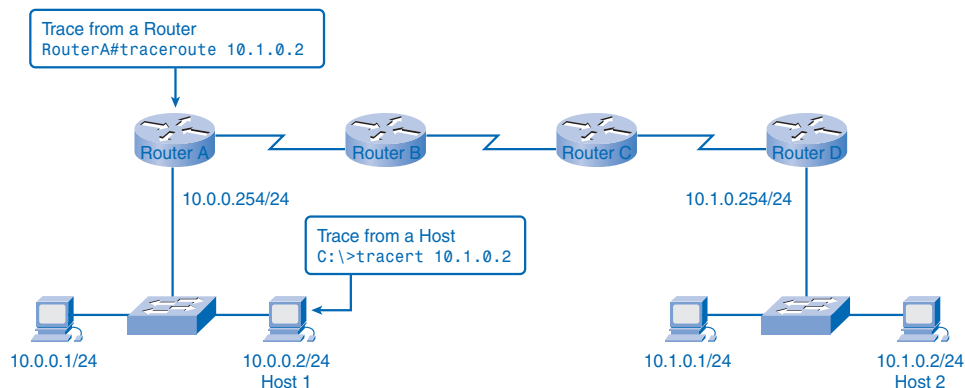 Trace from a Router
RouterA#traceroute 10.1.0.2
Router A
Router B
Router C
Router D
10.0.0.254/24
10.1.0.254/24
Trace from a Host
C:\>tracert 10.1.0.2
10.0.0.1/24
10.0.0.2/24
Host 1
10.1.0.1/24
10.1.0.2/24
Host 2